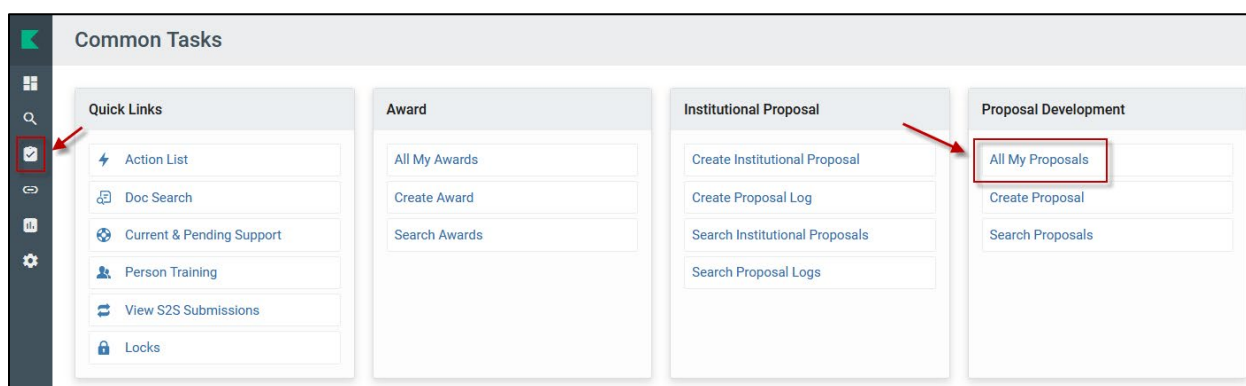 Common Tasks
Quick Links
Action List
Doc Search
Current & Pending Support
Person Training
View S2S Submissions
Locks
Award
All My Awards
Create Award
Search Awards
Institutional Proposal
Create Institutional Proposal
Create Proposal Log
Search Institutional Proposals
Search Proposal Logs
Proposal Development
All My Proposals
Create Proposal
Search Proposals